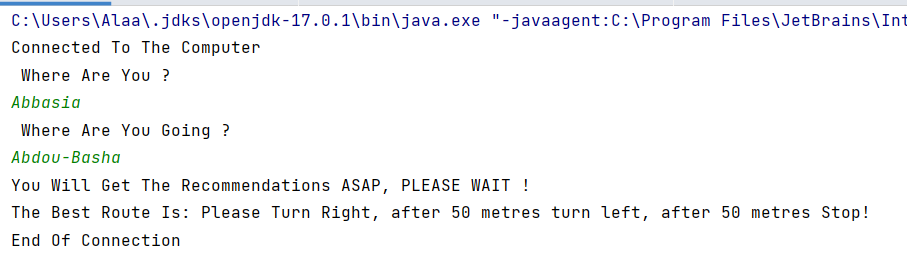 C:\Users\Alaa\.jdks\openjdk-17.0.1\bin\java.exe "-javaagent:C:\Program Files\JetBrains\Int
Connected To The Computer
Where Are You ?
Abbasia
Where Are You Going ?
Abdou-Basha
You Will Get The Recommendations ASAP, PLEASE WAIT !
The Best Route Is: Please Turn Right, after 50 metres turn left, after 50 metres Stop!
End Of Connection